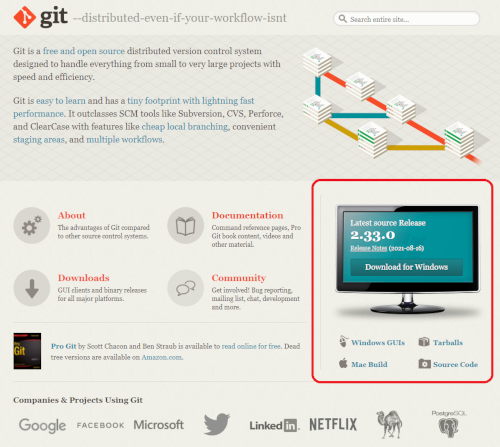 git --distributed-even-if-your-workflow-isnt
Search entire site...
Git is a free and open source distributed version control system
designed to handle everything from small to very large projects with
speed and efficiency.
Git is easy to learn and has a tiny footprint with lightning fast
performance. It outclasses SCM tools like Subversion, CVS, Perforce,
and ClearCase with features like cheap local branching, convenient
staging areas, and multiple workflows.
About
The advantages of Git compared
to other source control systems.
Documentation
Command reference pages, Pro
Git book content, videos and
other material.
Downloads
GUI clients and binary releases
for all major platforms.
Community
Get involved! Bug reporting,
mailing list, chat, development
and more.
Latest source Release
2.33.0
Release Notes (2021-08-16)
Download for Windows
Windows GUIs
Tarballs
Mac Build
Source Code
Git
Pro Git by Scott Chacon and Ben Straub is available to read online for free. Dead
tree versions are available on Amazon.com.
Companies & Projects Using Git
Google
FACEBOOK
Microsoft
Linked in
NETFLIX
PostgreSQL